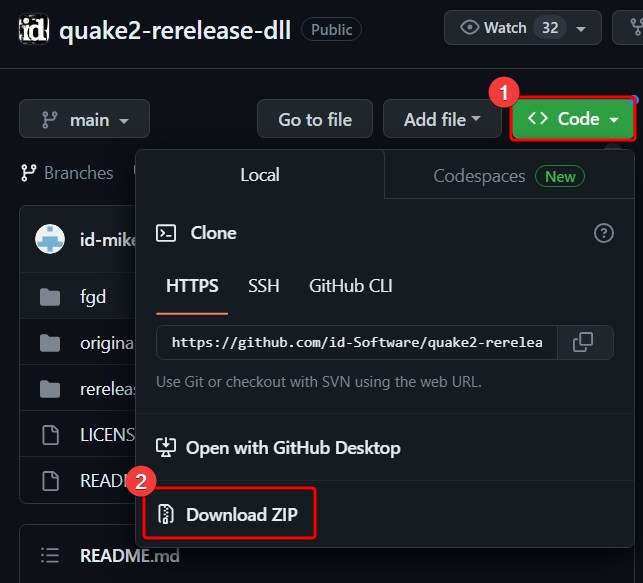 id quake2-rerelease-dll Public Watch 32
1
main Go to file Add file <> Code
Branches Local Codespaces New
id-mike Clone
HTTPS SSH GitHub CLI
fgd
origina https://github.com/id-Software/quake2-rerelea
rerelea Use Git or checkout with SVN using the web URL.
LICENS Open with GitHub Desktop
READ
2
Download ZIP
README.md